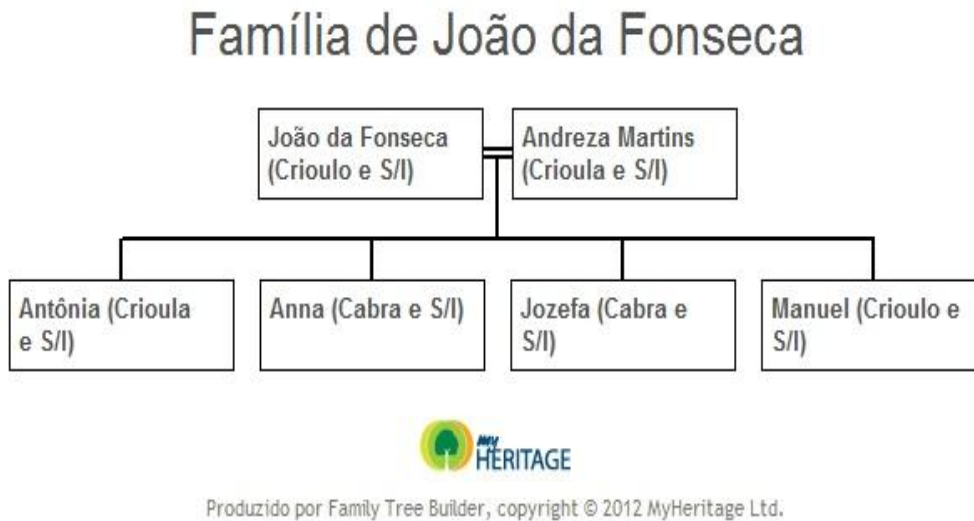 Família de João da Fonseca
João da Fonseca
(Crioulo e S/I)
Andreza Martins
(Crioula e S/I)
Antônia (Crioula
e S/I)
Anna (Cabra e S/I)
Jozefa (Cabra e
S/I)
Manuel (Crioulo e
S/I)
my
HERITAGE
Produzido por Family Tree Builder, copyright © 2012 MyHeritage Ltd.